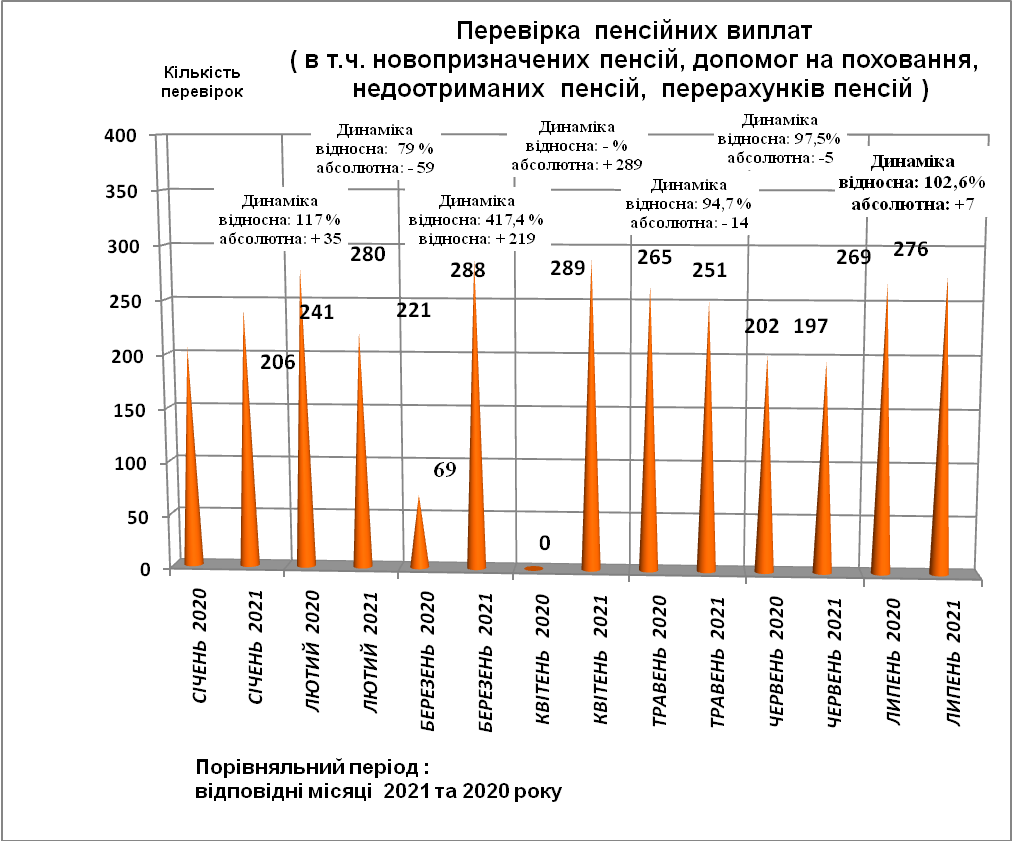 Перевірка пенсійних виплат
( в т.ч. новопризначених пенсій, допомог на поховання,
недоотриманих пенсій, перерахунків пенсій )
Кількість
перевірок
400
350
300
250
200
150
100
50
0
Динаміка
відносна: 117 %
абсолютна: + 35
Динаміка
відносна: 79 %
абсолютна: - 59
Динаміка
відносна: 417,4 %
відносна: + 219
Динаміка
відносна: - %
абсолютна: + 289
Динаміка
відносна: 94,7%
абсолютна: - 14
Динаміка
відносна: 97,5%
абсолютна: -5
Динаміка
відносна: 102,6%
абсолютна: +7
206
241
280
221
69
288
0
289
265
251
202
197
269
276
СІЧЕНЬ 2020
СІЧЕНЬ 2021
ЛЮТИЙ 2020
ЛЮТИЙ 2021
БЕРЕЗЕНЬ 2020
БЕРЕЗЕНЬ 2021
КВІТЕНЬ 2020
КВІТЕНЬ 2021
ТРАВЕНЬ 2020
ТРАВЕНЬ 2021
ЧЕРВЕНЬ 2020
ЧЕРВЕНЬ 2021
ЛИПЕНЬ 2020
ЛИПЕНЬ 2021
Порівняльний період :
відповідні місяці 2021 та 2020 року